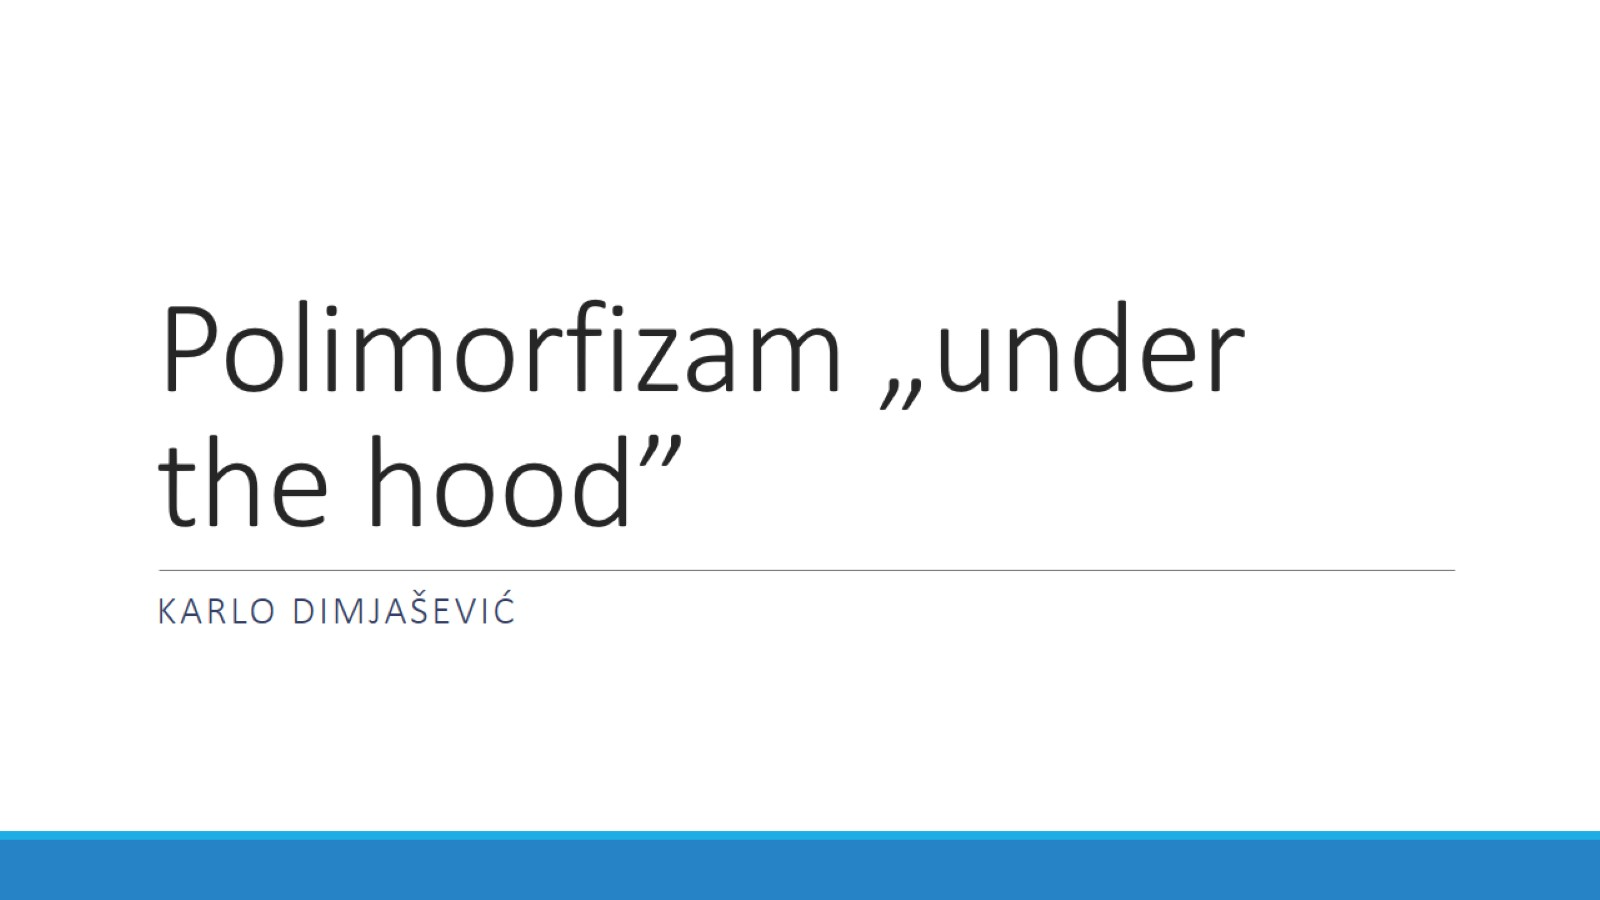 Polimorfizam „under
the hood”
KARLO DIMJAŠEVIĆ